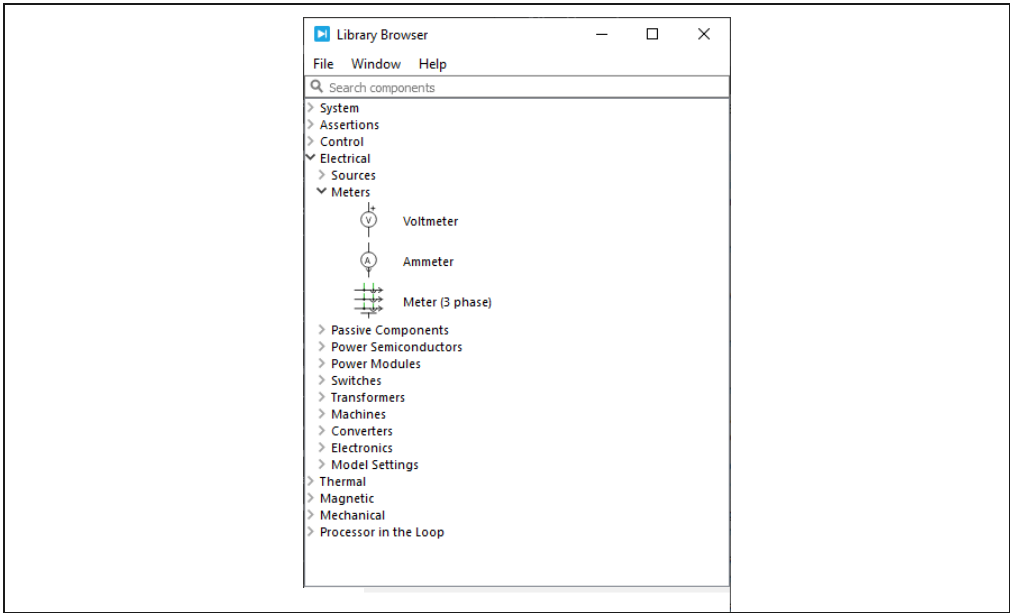 Library Browser
File Window Help
Search components
System
Assertions
Control
Electrical
Sources
Meters
V
Voltmeter
A
Ammeter
Meter (3 phase)
Passive Components
Power Semiconductors
Power Modules
Switches
Transformers
Machines
Converters
Electronics
Model Settings
Thermal
Magnetic
Mechanical
Processor in the Loop